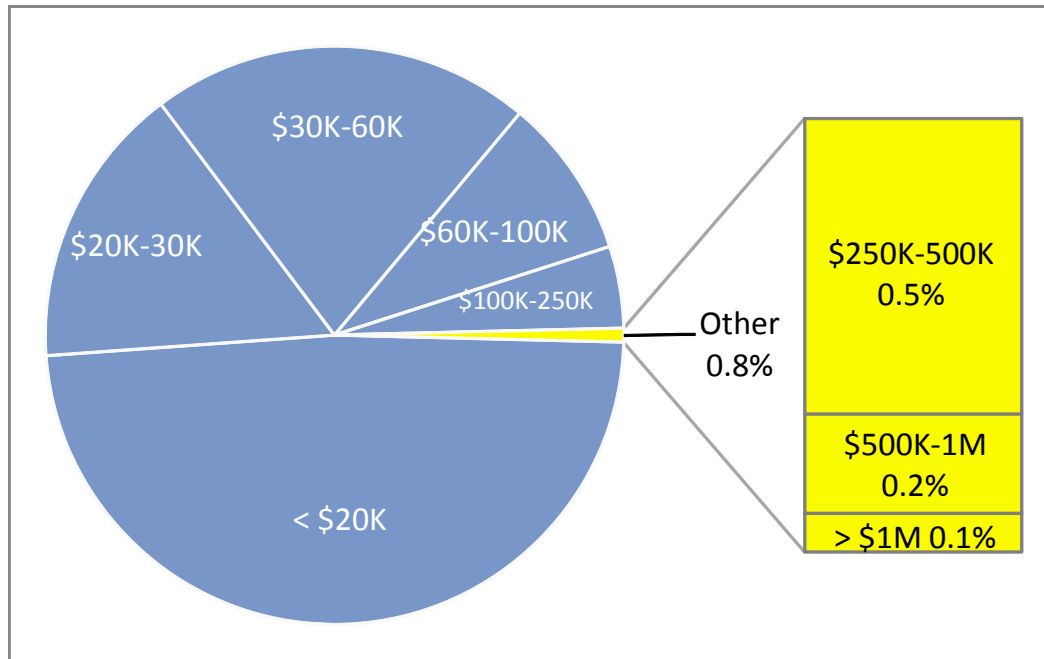 $30K-60K
$60K-100K
$20K-30K
$100K-250K
< $20K
Other
0.8%
$250K-500K
0.5%
$500K-1M
0.2%
> $1M 0.1%